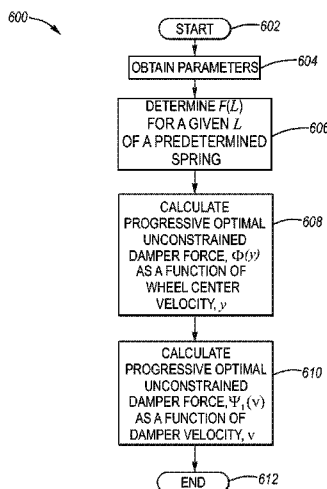 600
START
602
OBTAIN PARAMETERS
604
DETERMINE F(L)
FOR A GIVEN L
OF A PREDETERMINED
SPRING
606
CALCULATE
PROGRESSIVE OPTIMAL
UNCONSTRAINED
DAMPER FORCE, Φ(y)
AS A FUNCTION OF
WHEEL CENTER
VELOCITY, y
608
CALCULATE
PROGRESSIVE OPTIMAL
UNCONSTRAINED
DAMPER FORCE, Ψ₁(v)
AS A FUNCTION OF
DAMPER VELOCITY, v
610
END
612